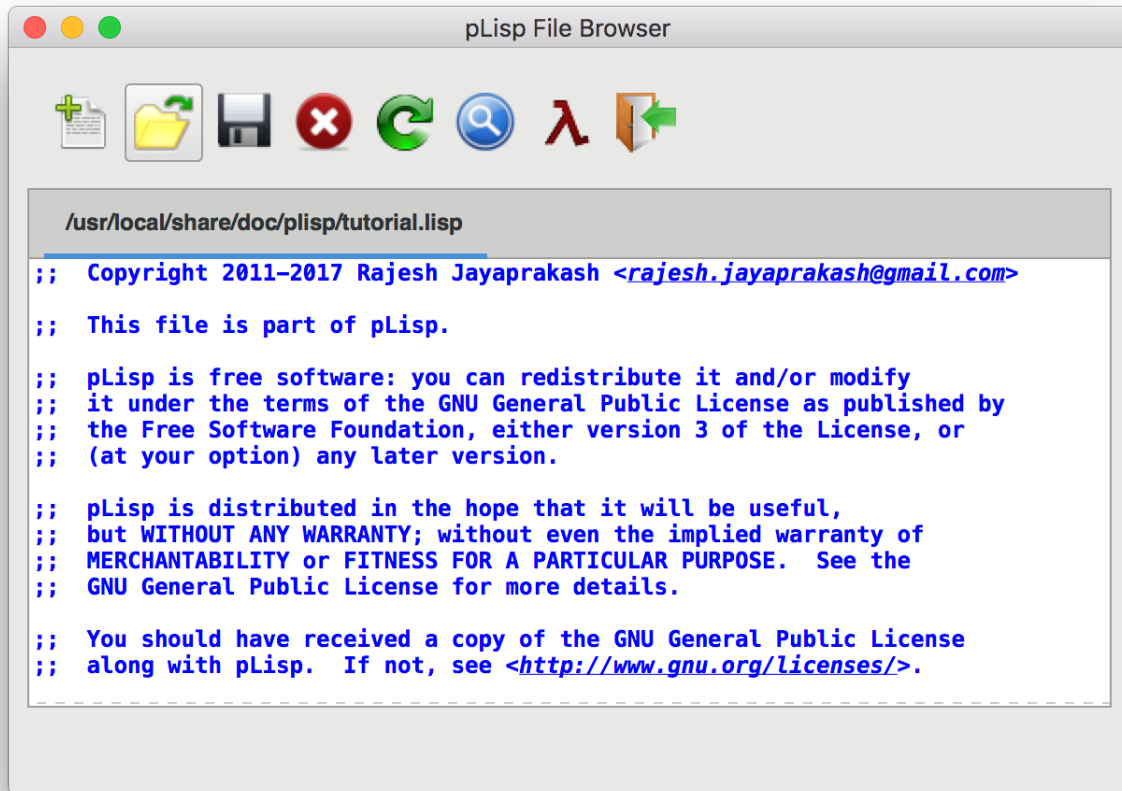 pLisp File Browser
/usr/local/share/doc/plisp/tutorial.lisp
;;  Copyright 2011–2017 Rajesh Jayaprakash <rajesh.jayaprakash@gmail.com>
;;  This file is part of pLisp.
;;  pLisp is free software: you can redistribute it and/or modify
;;  it under the terms of the GNU General Public License as published by
;;  the Free Software Foundation, either version 3 of the License, or
;;  (at your option) any later version.
;;  pLisp is distributed in the hope that it will be useful,
;;  but WITHOUT ANY WARRANTY; without even the implied warranty of
;;  MERCHANTABILITY or FITNESS FOR A PARTICULAR PURPOSE.  See the
;;  GNU General Public License for more details.
;;  You should have received a copy of the GNU General Public License
;;  along with pLisp.  If not, see <http://www.gnu.org/licenses/>.